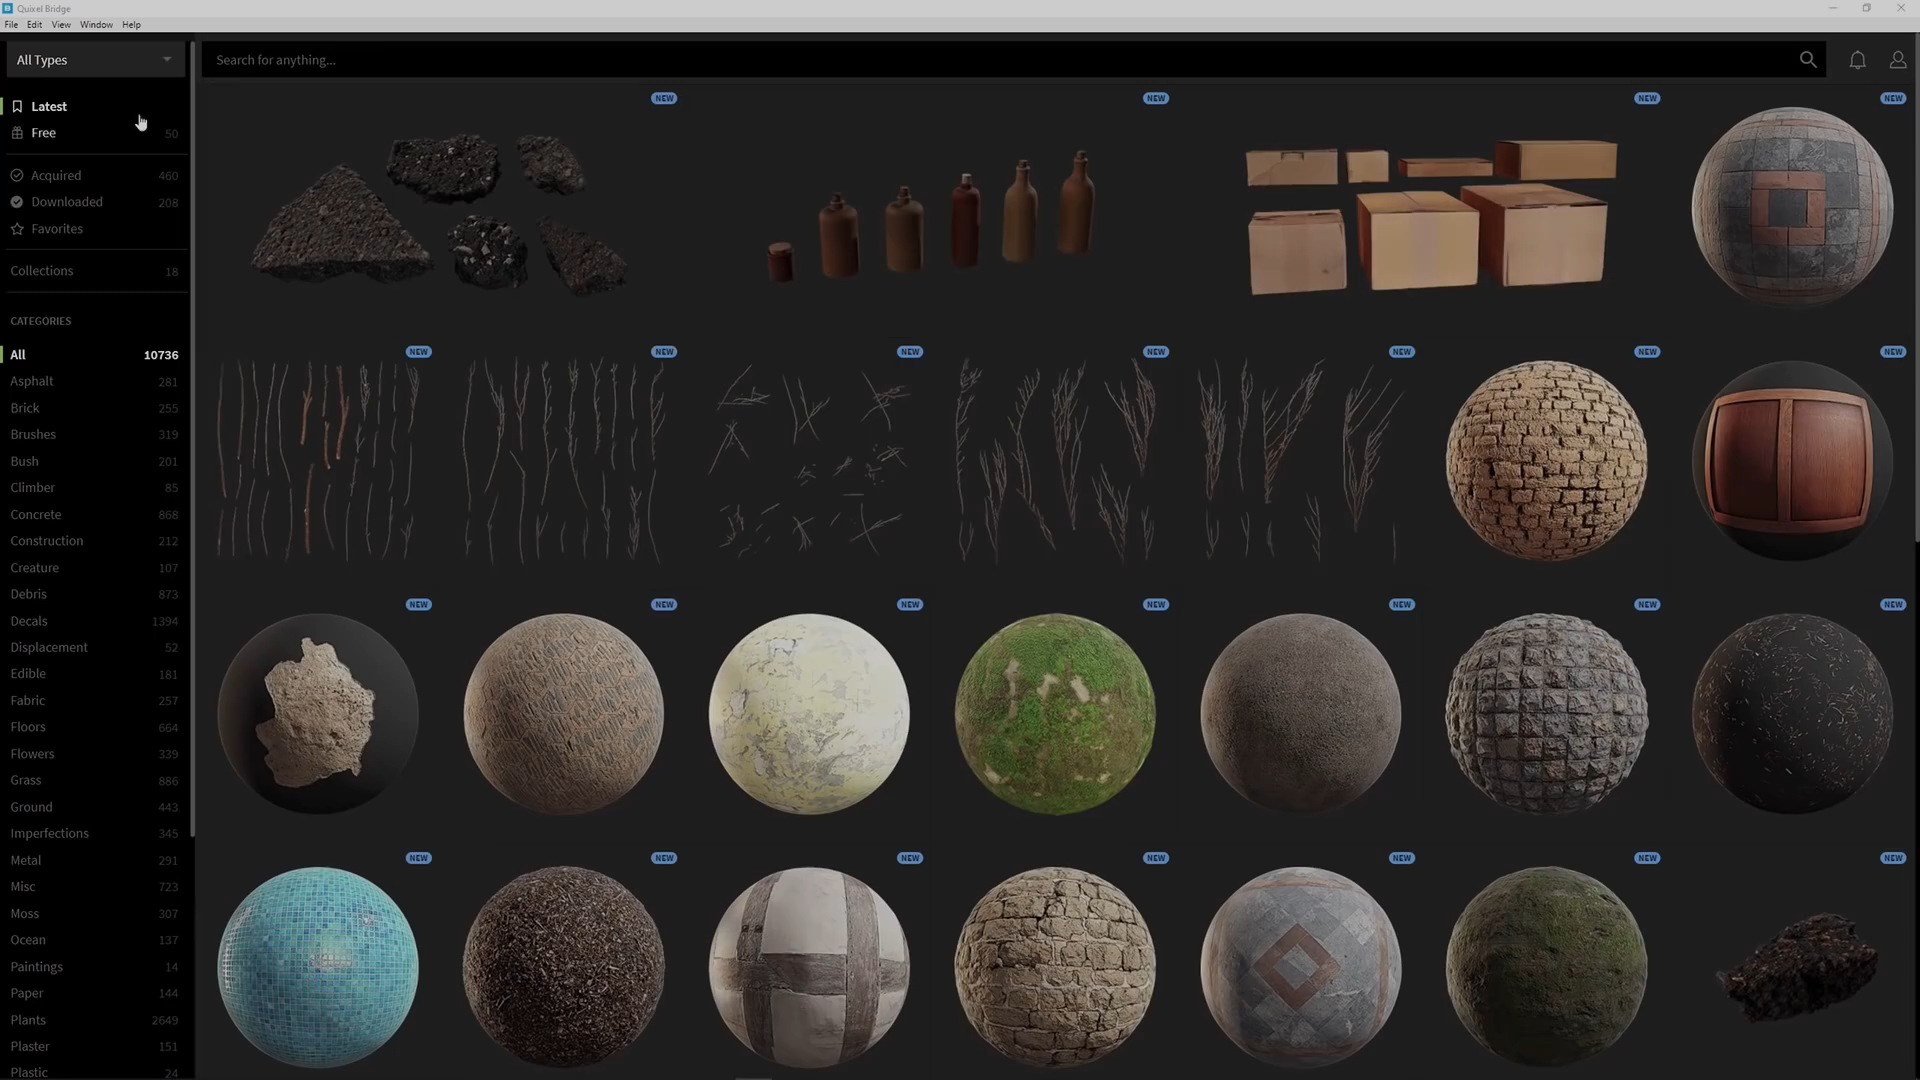 Quixel Bridge
File Edit View Window Help
All Types
Search for anything...
Latest
Free 50
Acquired 460
Downloaded 208
Favorites
Collections 18
CATEGORIES
All 10736
Asphalt 281
Brick 255
Brushes 319
Bush 201
Climber 85
Concrete 868
Construction 212
Creature 107
Debris 873
Decals 1394
Displacement 52
Edible 181
Fabric 257
Floors 664
Flowers 339
Grass 886
Ground 443
Imperfections 345
Metal 291
Misc 723
Moss 307
Ocean 137
Paintings 14
Paper 144
Plants 2649
Plaster 151
Plastic 24
NEW NEW NEW NEW
NEW NEW NEW NEW NEW NEW NEW
NEW NEW NEW NEW NEW NEW NEW
NEW NEW NEW NEW NEW NEW NEW